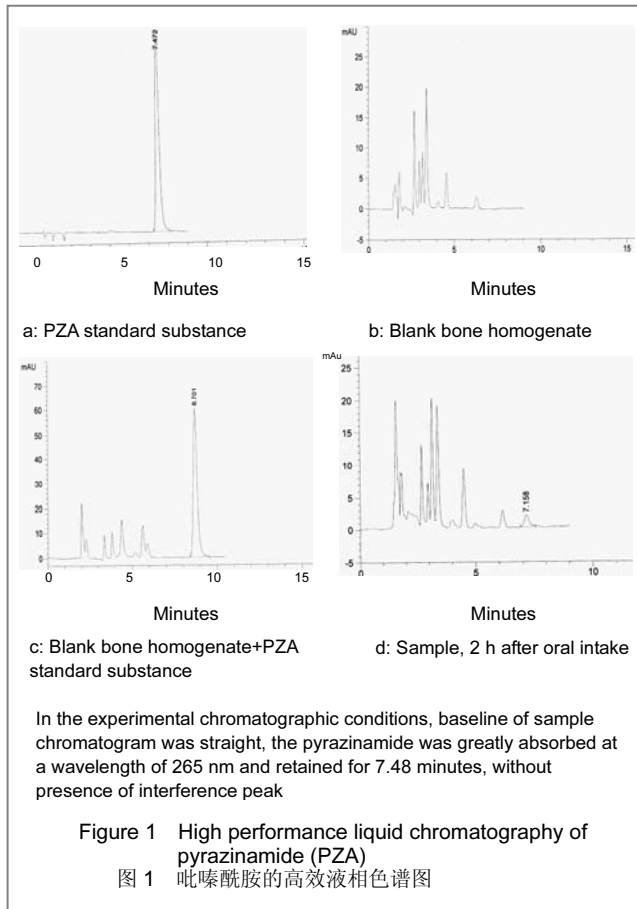 7.472
0 5 10 15
Minutes
a: PZA standard substance
mAU
30
25
20
15
10
5
0
-5
0 5 10 15
Minutes
b: Blank bone homogenate
mAU
70
60
50
40
30
20
10
0
8.701
0 5 10 15
Minutes
c: Blank bone homogenate+PZA
standard substance
mAu
25
20
15
10
5
0
-5
7.158
0 5 10
Minutes
d: Sample, 2 h after oral intake
In the experimental chromatographic conditions, baseline of sample
chromatogram was straight, the pyrazinamide was greatly absorbed at
a wavelength of 265 nm and retained for 7.48 minutes, without
presence of interference peak
Figure 1 High performance liquid chromatography of
pyrazinamide (PZA)
图 1 吡嗪酰胺的高效液相色谱图